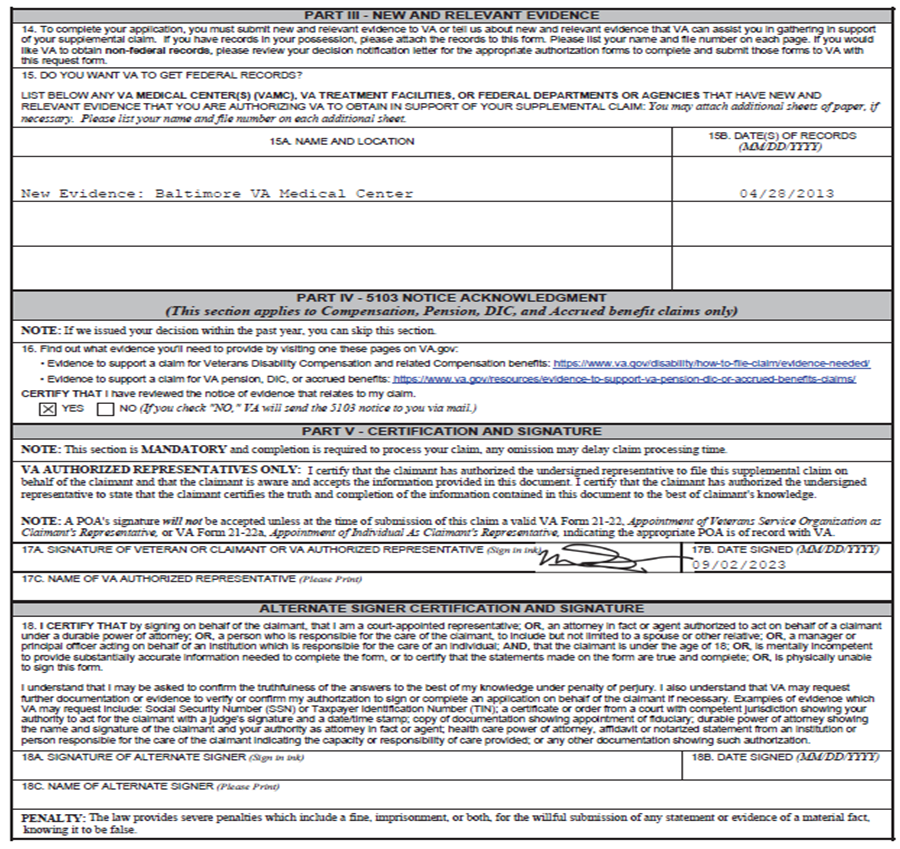 PART III - NEW AND RELEVANT EVIDENCE
14. To complete your application, you must submit new and relevant evidence to VA or tell us about new and relevant evidence that VA can assist you in gathering in support
of your supplemental claim. If you have records in your possession, please attach the records to this form. Please list your name and file number on each page. If you would
like VA to obtain non-federal records, please review your decision notification letter for the appropriate authorization forms to complete and submit those forms to VA with
this request form.
15. DO YOU WANT VA TO GET FEDERAL RECORDS?
LIST BELOW ANY VA MEDICAL CENTER(S) (VAMC), VA TREATMENT FACILITIES, OR FEDERAL DEPARTMENTS OR AGENCIES THAT HAVE NEW AND
RELEVANT EVIDENCE THAT YOU ARE AUTHORIZING VA TO OBTAIN IN SUPPORT OF YOUR SUPPLEMENTAL CLAIM: You may attach additional sheets of paper, if
necessary. Please list your name and file number on each additional sheet.
15A. NAME AND LOCATION
15B. DATE(S) OF RECORDS
(MM/DD/YYYY)
New Evidence: Baltimore VA Medical Center
04/28/2013
PART IV - 5103 NOTICE ACKNOWLEDGMENT
(This section applies to Compensation, Pension, DIC, and Accrued benefit claims only)
NOTE: If we issued your decision within the past year, you can skip this section.
16. Find out what evidence you'll need to provide by visiting one these pages on VA.gov:
• Evidence to support a claim for Veterans Disability Compensation and related Compensation benefits: https://www.va.gov/disability/how-to-file-claim/evidence-needed/
• Evidence to support a claim for VA pension, DIC, or accrued benefits: https://www.va.gov/resources/evidence-to-support-va-pension-dic-or-accrued-benefits-claims/
CERTIFY THAT I have reviewed the notice of evidence that relates to my claim.
YES NO (If you check "NO," VA will send the 5103 notice to you via mail.)
PART V - CERTIFICATION AND SIGNATURE
NOTE: This section is MANDATORY and completion is required to process your claim, any omission may delay claim processing time.
VA AUTHORIZED REPRESENTATIVES ONLY: I certify that the claimant has authorized the undersigned representative to file this supplemental claim on
behalf of the claimant and that the claimant is aware and accepts the information provided in this document. I certify that the claimant has authorized the undersigned
representative to state that the claimant certifies the truth and completion of the information contained in this document to the best of claimant's knowledge.
NOTE: A POA's signature will not be accepted unless at the time of submission of this claim a valid VA Form 21-22, Appointment of Veterans Service Organization as
Claimant's Representative, or VA Form 21-22a, Appointment of Individual As Claimant's Representative, indicating the appropriate POA is of record with VA.
17A. SIGNATURE OF VETERAN OR CLAIMANT OR VA AUTHORIZED REPRESENTATIVE (Sign in ink)
17B. DATE SIGNED (MM/DD/YYYY)
09/02/2023
17C. NAME OF VA AUTHORIZED REPRESENTATIVE (Please Print)
ALTERNATE SIGNER CERTIFICATION AND SIGNATURE
18. I CERTIFY THAT by signing on behalf of the claimant, that I am a court-appointed representative; OR, an attorney in fact or agent authorized to act on behalf of a claimant
under a durable power of attorney; OR, a person who is responsible for the care of the claimant, to include but not limited to a spouse or other relative; OR, a manager or
principal officer acting on behalf of an institution which is responsible for the care of an individual; AND, that the claimant is under the age of 18; OR, is mentally incompetent
to provide substantially accurate information needed to complete the form, or to certify that the statements made on the form are true and complete; OR, is physically unable
to sign this form.
I understand that I may be asked to confirm the truthfulness of the answers to the best of my knowledge under penalty of perjury. I also understand that VA may request
further documentation or evidence to verify or confirm my authorization to sign or complete an application on behalf of the claimant if necessary. Examples of evidence which
VA may request include: Social Security Number (SSN) or Taxpayer Identification Number (TIN); a certificate or order from a court with competent jurisdiction showing your
authority to act for the claimant with a judge's signature and a date/time stamp; copy of documentation showing appointment of fiduciary; durable power of attorney showing
the name and signature of the claimant and your authority as attorney in fact or agent; health care power of attorney, affidavit or notarized statement from an institution or
person responsible for the care of the claimant indicating the capacity or responsibility of care provided; or any other documentation showing such authorization.
18A. SIGNATURE OF ALTERNATE SIGNER (Sign in ink)
18B. DATE SIGNED (MM/DD/YYYY)
18C. NAME OF ALTERNATE SIGNER (Please Print)
PENALTY: The law provides severe penalties which include a fine, imprisonment, or both, for the willful submission of any statement or evidence of a material fact,
knowing it to be false.